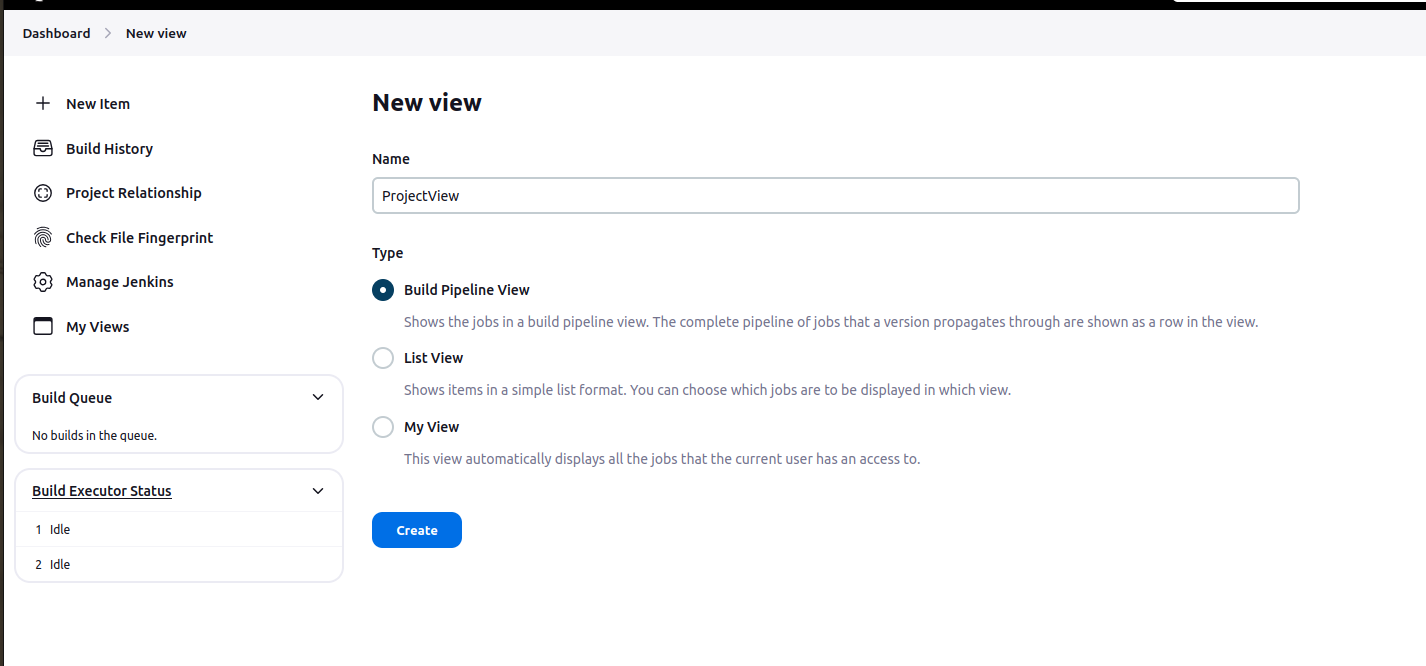 Dashboard > New view
New Item
Build History
Project Relationship
Check File Fingerprint
Manage Jenkins
My Views
Build Queue
No builds in the queue.
Build Executor Status
1 Idle
2 Idle
New view
Name
ProjectView
Type
Build Pipeline View
Shows the jobs in a build pipeline view. The complete pipeline of jobs that a version propagates through are shown as a row in the view.
List View
Shows items in a simple list format. You can choose which jobs are to be displayed in which view.
My View
This view automatically displays all the jobs that the current user has an access to.
Create